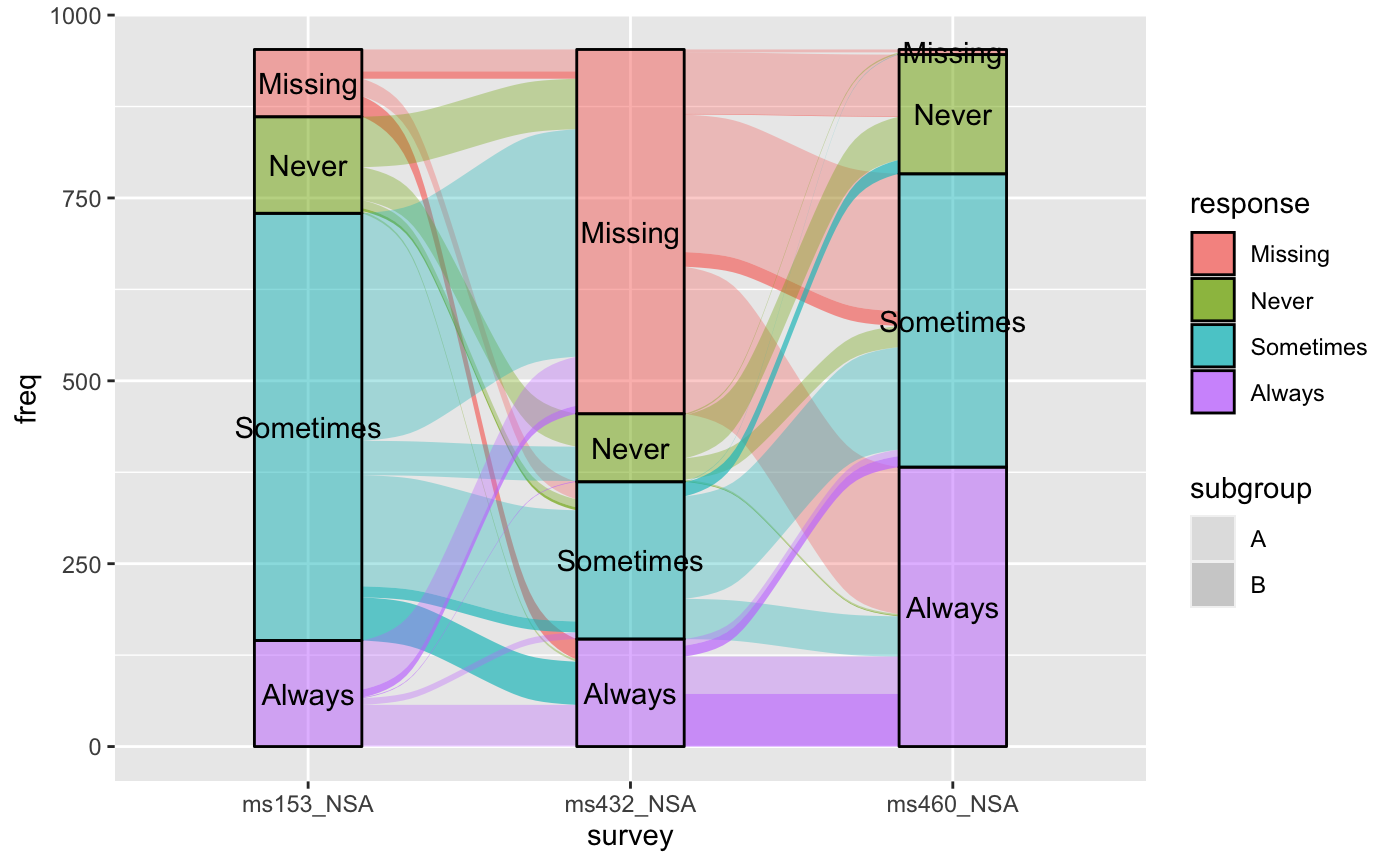 1000
750
500
250
0
freq
Missing
Never
Sometimes
Always
Missing
Never
Sometimes
Always
Missing
Never
Sometimes
Always
ms153_NSA
ms432_NSA
ms460_NSA
survey
response
Missing
Never
Sometimes
Always
subgroup
A
B